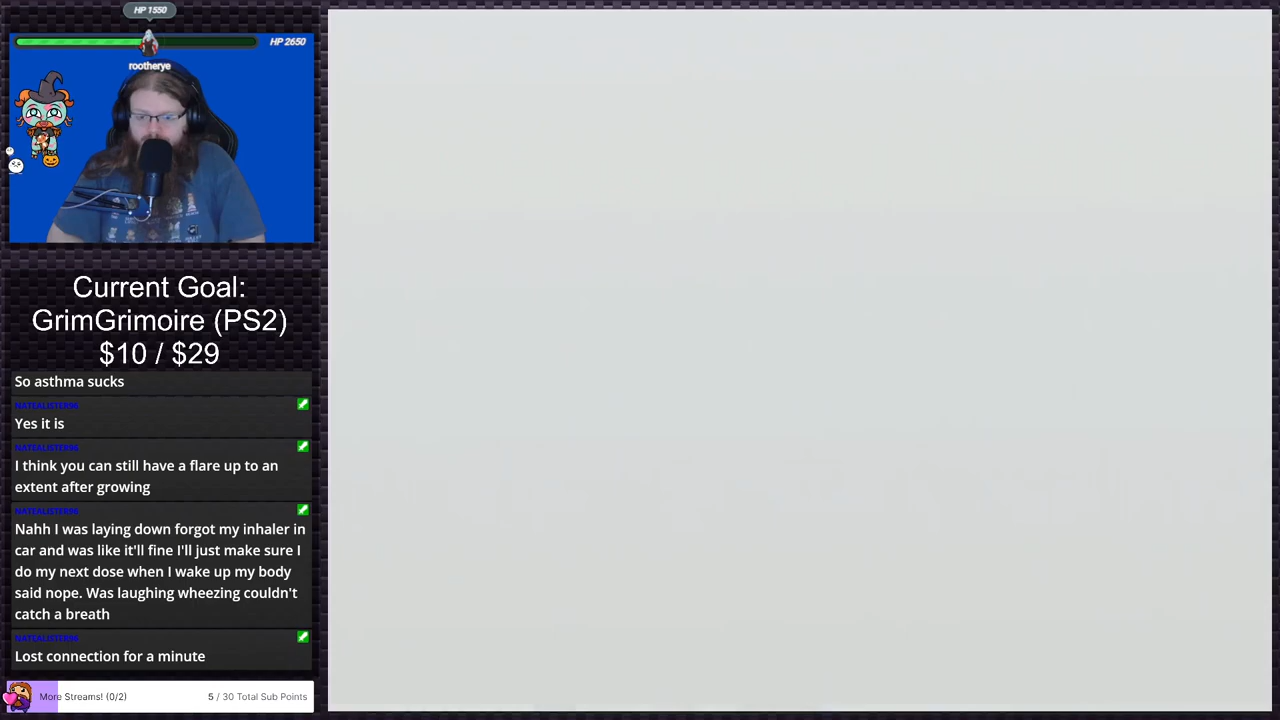 HP 1550
HP 2650
rootherye
Current Goal:
GrimGrimoire (PS2)
$10 / $29
So asthma sucks
NATEALISTER96
Yes it is
NATEALISTER96
I think you can still have a flare up to an
extent after growing
NATEALISTER96
Nahh I was laying down forgot my inhaler in
car and was like it'll fine I'll just make sure I
do my next dose when I wake up my body
said nope. Was laughing wheezing couldn't
catch a breath
NATEALISTER96
Lost connection for a minute
More Streams! (0/2)
5 / 30 Total Sub Points